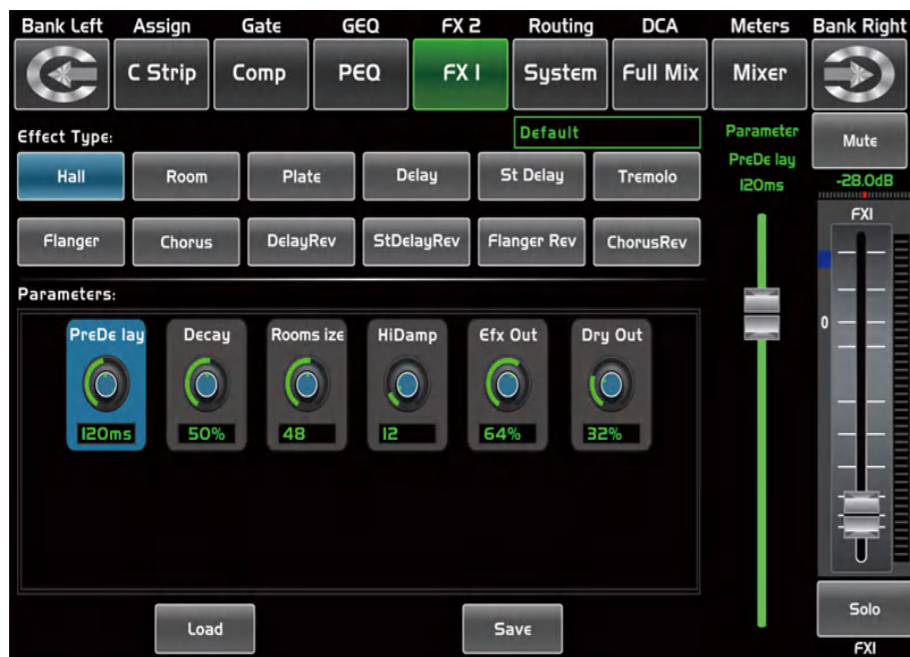 Bank Left Assign Gate GEQ FX 2 Routing DCA Meters Bank Right
C Strip Comp PEQ FX 1 System Full Mix Mixer
Effect Type: Default Parameter Mute
PreDe lay
Hall Room Plate Delay St Delay Tremolo 120ms -28.0dB
FX1
Flanger Chorus DelayRev StDelayRev Flanger Rev ChorusRev
Parameters:
0
PreDe lay Decay Rooms ize HiDamp Efx Out Dry Out
120ms 50% 48 12 64% 32%
Load Save Solo
FX1